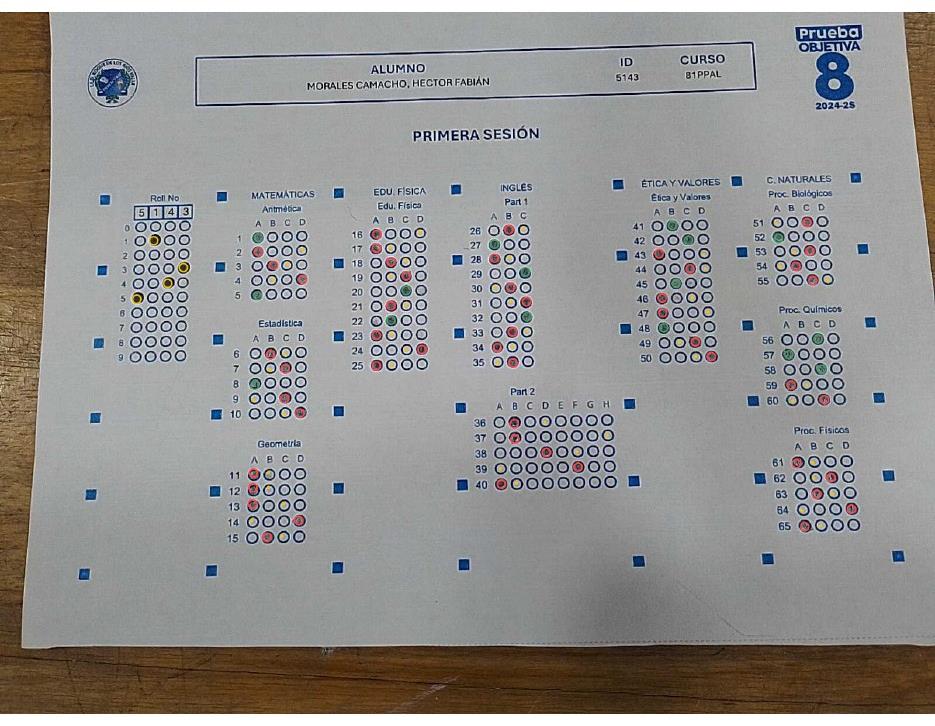 Prueba
OBJETIVA
8
2024-25
ALUMNO
MORALES CAMACHO, HECTOR FABIÁN
ID
5143
CURSO
81PPAL
PRIMERA SESIÓN
Roll No
5 1 4 3
0
1
2
3
4
5
6
7
8
9
MATEMÁTICAS
Aritmética
A B C D
1
2
3
4
5
Estadística
A B C D
6
7
8
9
10
Geometría
A B C D
11
12
13
14
15
EDU. FÍSICA
Edu. Física
A B C D
16
17
18
19
20
21
22
23
24
25
INGLÉS
Part 1
A B C
26
27
28
29
30
31
32
33
34
35
Part 2
A B C D E F G H
36
37
38
39
40
ÉTICA Y VALORES
Ética y Valores
A B C D
41
42
43
44
45
46
47
48
49
50
C. NATURALES
Proc. Biológicos
A B C D
51
52
53
54
55
Proc. Químicos
A B C D
56
57
58
59
60
Proc. Físicos
A B C D
61
62
63
64
65